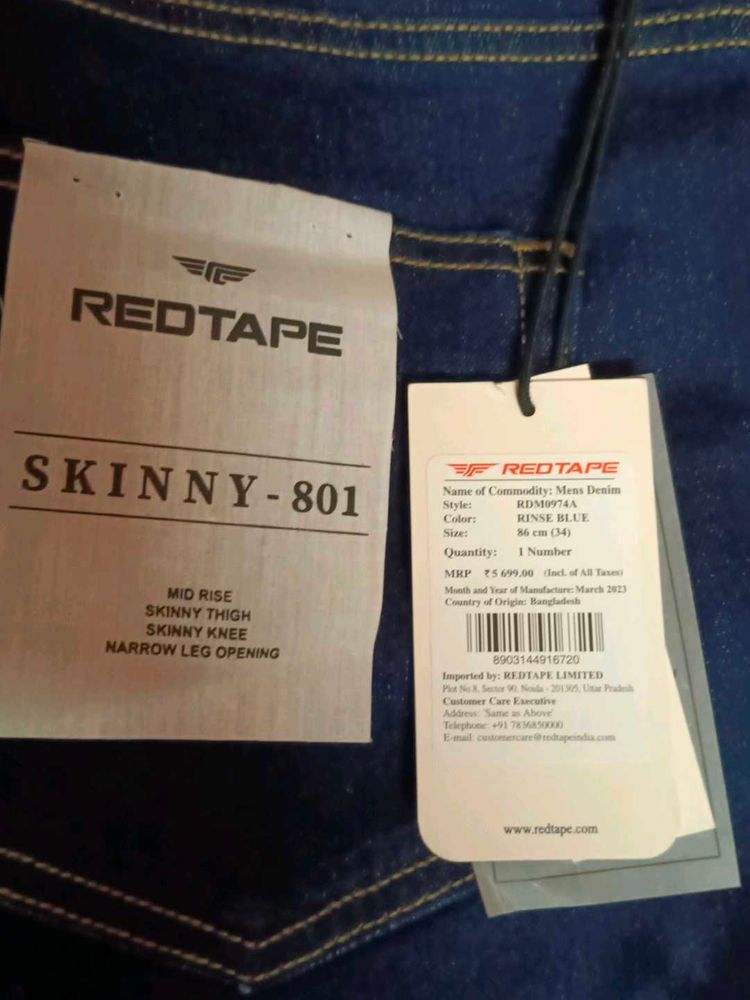 REDTAPE
SKINNY-801
MID RISE
SKINNY THIGH
SKINNY KNEE
NARROW LEG OPENING
REDTAPE
Name of Commodity: Mens Denim
Style: RDM0974A
Color: RINSE BLUE
Size: 86 cm (34)
Quantity: 1 Number
MRP ₹ 5 699.00 (Incl. of All Taxes)
Month and Year of Manufacture: March 2023
Country of Origin: Bangladesh
8903144916720
Imported by: REDTAPE LIMITED
Plot No.8, Sector 90, Noida - 201305, Uttar Pradesh
Customer Care Executive
Address: 'Same as Above'
Telephone: +91 7836850000
E-mail: customercare@redtapeindia.com
www.redtape.com